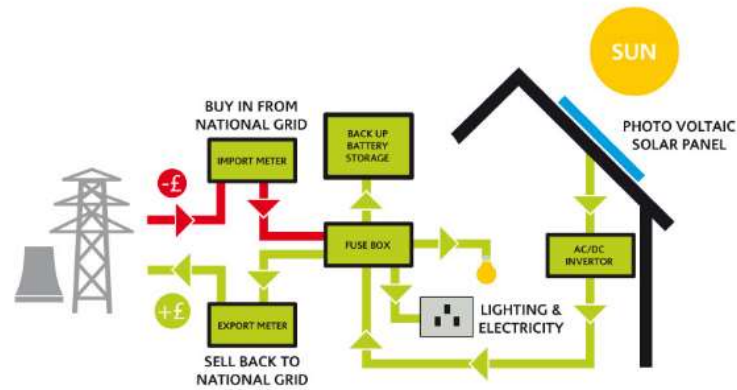 SUN
BUY IN FROM
NATIONAL GRID
IMPORT METER
BACK UP
BATTERY
STORAGE
PHOTO VOLTAIC
SOLAR PANEL
-£
FUSE BOX
AC/DC
INVERTOR
+£
EXPORT METER
LIGHTING &
ELECTRICITY
SELL BACK TO
NATIONAL GRID